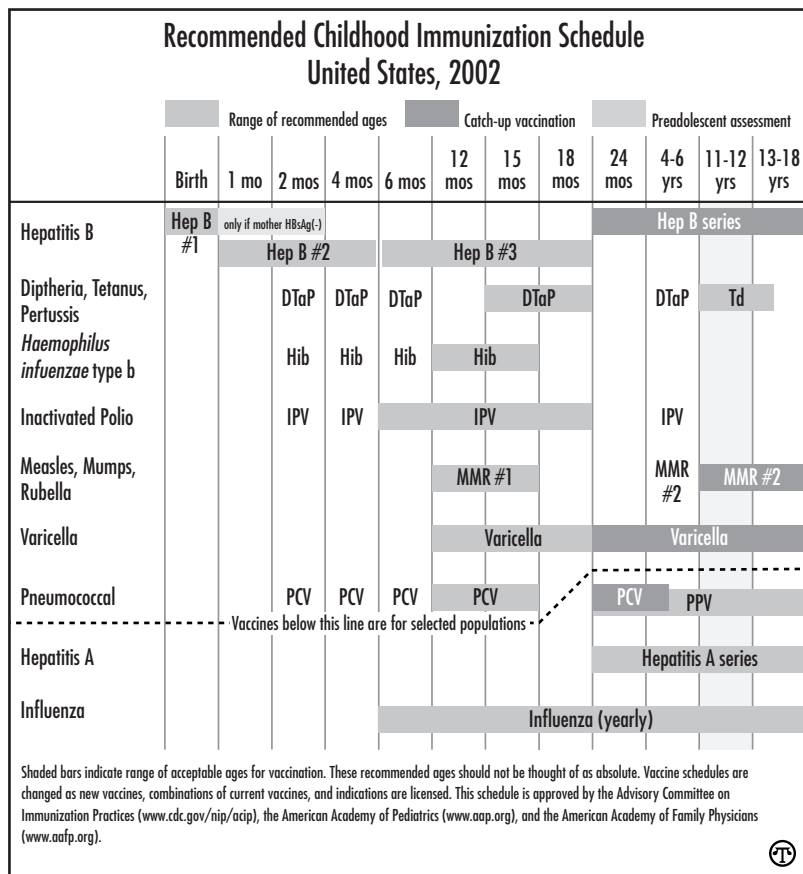 Recommended Childhood Immunization Schedule
United States, 2002
Range of recommended ages Catch-up vaccination Preadolescent assessment
Birth 1 mo 2 mos 4 mos 6 mos 12 mos 15 mos 18 mos 24 mos 4-6 yrs 11-12 yrs 13-18 yrs
Hepatitis B Hep B #1 only if mother HBsAg(-) Hep B series
Hep B #2 Hep B #3
Diptheria, Tetanus, Pertussis DTaP DTaP DTaP DTaP DTaP Td
Haemophilus infuenzae type b Hib Hib Hib Hib
Inactivated Polio IPV IPV IPV IPV
Measles, Mumps, Rubella MMR #1 MMR #2 MMR #2
Varicella Varicella Varicella
Pneumococcal PCV PCV PCV PCV PCV PPV
Vaccines below this line are for selected populations
Hepatitis A Hepatitis A series
Influenza Influenza (yearly)
Shaded bars indicate range of acceptable ages for vaccination. These recommended ages should not be thought of as absolute. Vaccine schedules are
changed as new vaccines, combinations of current vaccines, and indications are licensed. This schedule is approved by the Advisory Committee on
Immunization Practices (www.cdc.gov/nip/acip), the American Academy of Pediatrics (www.aap.org), and the American Academy of Family Physicians
(www.aafp.org).